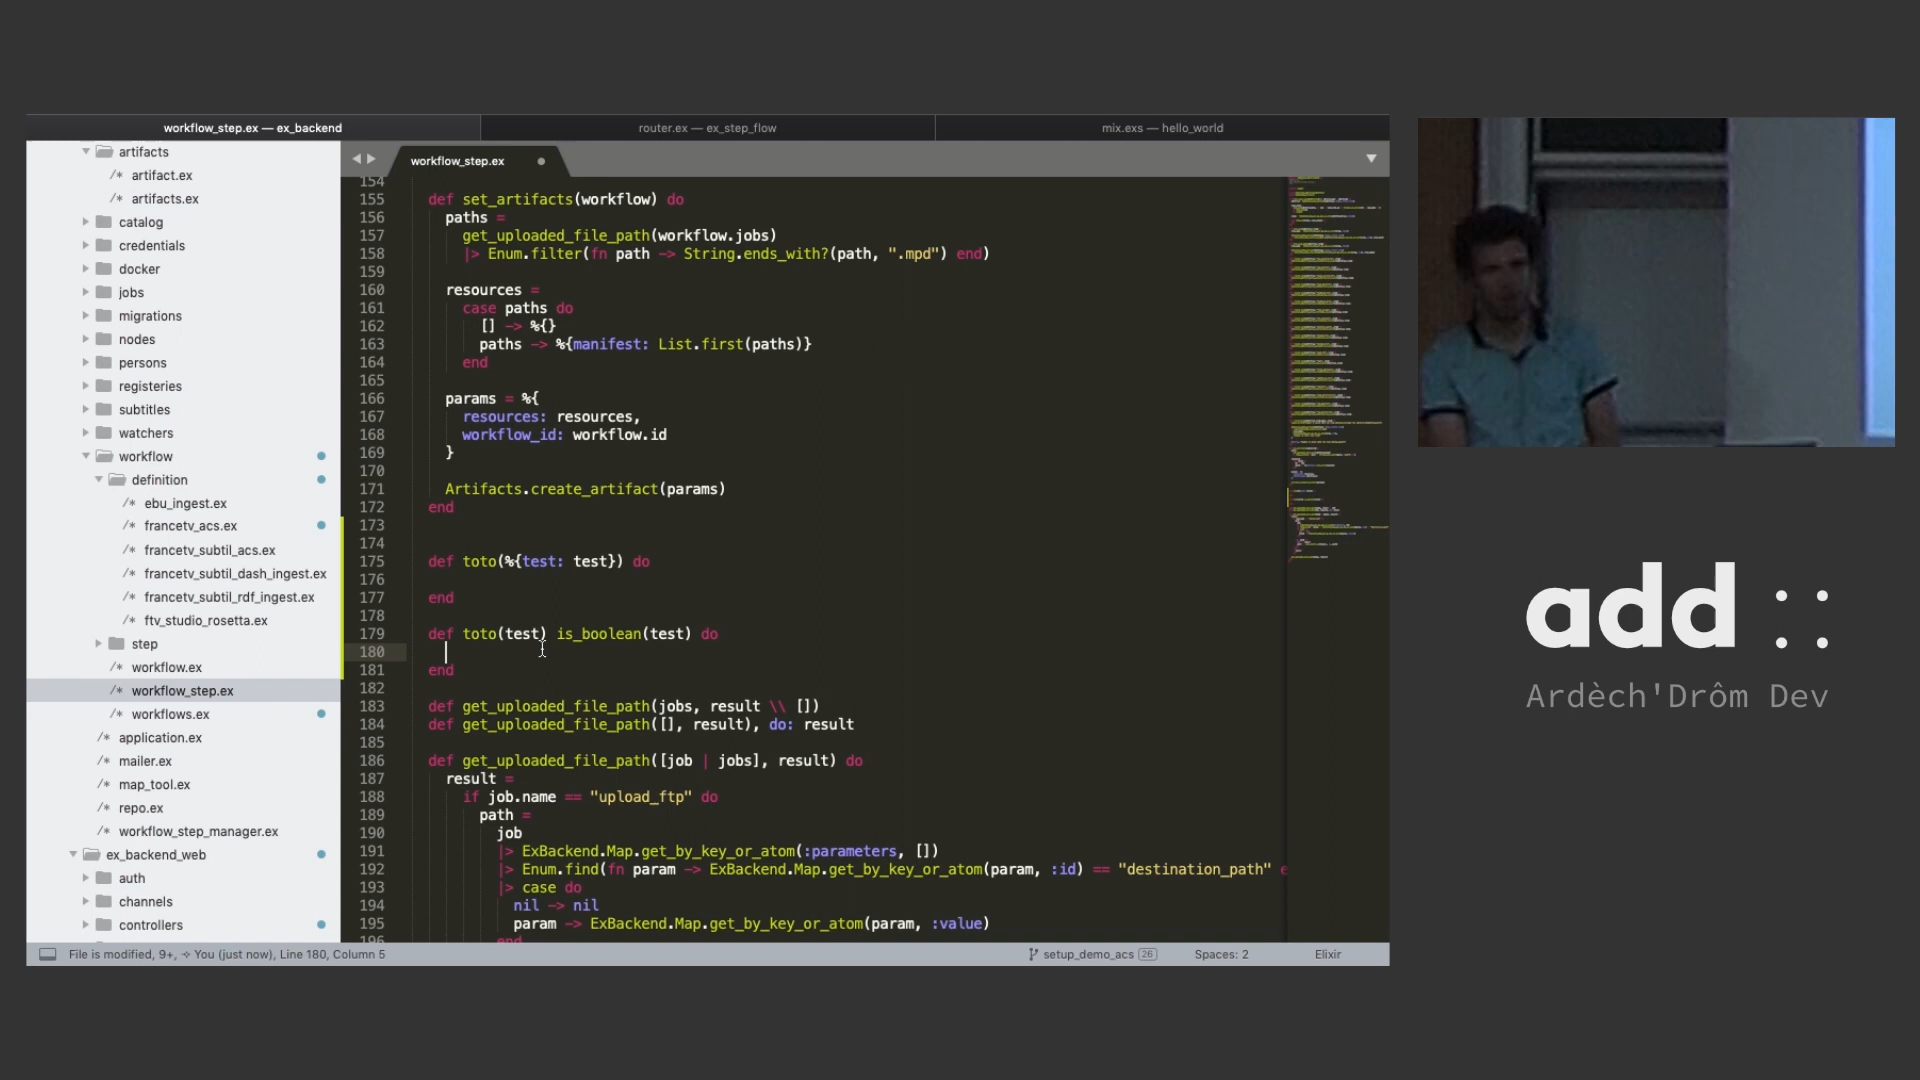 workflow_step.ex — ex_backend
router.ex — ex_step_flow
mix.exs — hello_world
artifacts
/* artifact.ex
/* artifacts.ex
catalog
credentials
docker
jobs
migrations
nodes
persons
registeries
subtitles
watchers
workflow
definition
/* ebu_ingest.ex
/* francetv_acs.ex
/* francetv_subtil_acs.ex
/* francetv_subtil_dash_ingest.ex
/* francetv_subtil_rdf_ingest.ex
/* ftv_studio_rosetta.ex
step
/* workflow.ex
/* workflow_step.ex
/* workflows.ex
/* application.ex
/* mailer.ex
/* map_tool.ex
/* repo.ex
/* workflow_step_manager.ex
ex_backend_web
auth
channels
controllers
workflow_step.ex
154
155 def set_artifacts(workflow) do
156 paths =
157 get_uploaded_file_path(workflow.jobs)
158 |> Enum.filter(fn path -> String.ends_with?(path, ".mpd") end)
159
160 resources =
161 case paths do
162 [] -> %{}
163 paths -> %{manifest: List.first(paths)}
164 end
165
166 params = %{
167 resources: resources,
168 workflow_id: workflow.id
169 }
170
171 Artifacts.create_artifact(params)
172 end
173
174
175 def toto(%{test: test}) do
176
177 end
178
179 def toto(test) is_boolean(test) do
180
181 end
182
183 def get_uploaded_file_path(jobs, result \\ [])
184 def get_uploaded_file_path([], result), do: result
185
186 def get_uploaded_file_path([job | jobs], result) do
187 result =
188 if job.name == "upload_ftp" do
189 path =
190 job
191 |> ExBackend.Map.get_by_key_or_atom(:parameters, [])
192 |> Enum.find(fn param -> ExBackend.Map.get_by_key_or_atom(param, :id) == "destination_path" e
193 |> case do
194 nil -> nil
195 param -> ExBackend.Map.get_by_key_or_atom(param, :value)
196 end
File is modified, 9+, ✧ You (just now), Line 180, Column 5
setup_demo_acs 26
Spaces: 2
Elixir
add ::
Ardèch'Drôm Dev